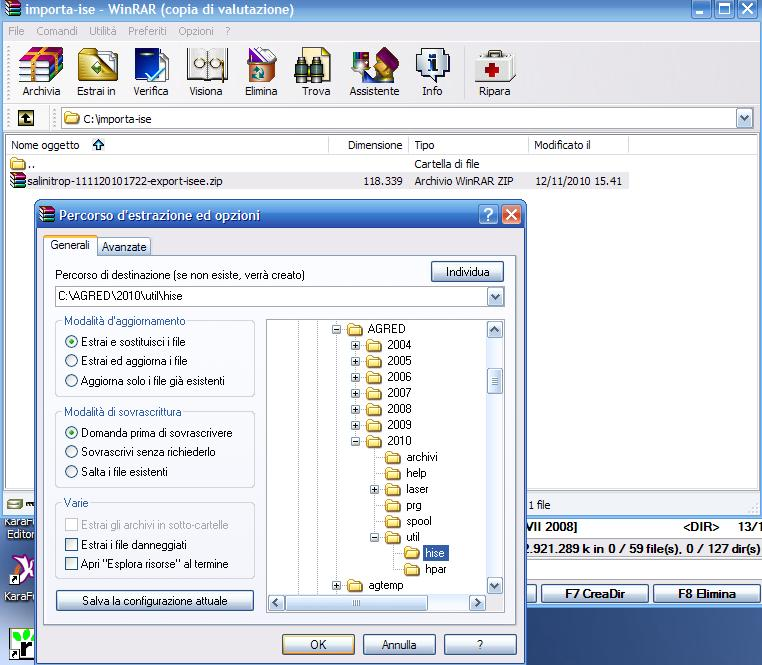 importa-ise - WinRAR (copia di valutazione)
File Comandi Utilità Preferiti Opzioni ?
Archivia Estrai in Verifica Visiona Elimina Trova Assistente Info Ripara
C:\importa-ise
Nome oggetto Dimensione Tipo Modificato il
.. Cartella di file
salinitrop-111120101722-export-isee.zip 118.339 Archivio WinRAR ZIP 12/11/2010 15.41
Percorso d'estrazione ed opzioni
Generali Avanzate
Percorso di destinazione (se non esiste, verrà creato)
Individua
C:\AGRED\2010\util\hise
Modalità d'aggiornamento
Estrai e sostituisci i file
Estrai ed aggiorna i file
Aggiorna solo i file già esistenti
Modalità di sovrascrittura
Domanda prima di sovrascrivere
Sovrascrivi senza richiederlo
Salta i file esistenti
Varie
Estrai gli archivi in sotto-cartelle
Estrai i file danneggiati
Apri "Esplora risorse" al termine
Salva la configurazione attuale
AGRED
2004
2005
2006
2007
2008
2009
2010
archivi
help
laser
prg
spool
util
hise
hpar
agtemp
OK Annulla ?
1 file
VII 2008] <DIR> 13/1
2.921.289 k in 0 / 59 file(s), 0 / 127 dir(s)
F7 CreaDir F8 Elimina
KaraFu
Editor
KaraFu